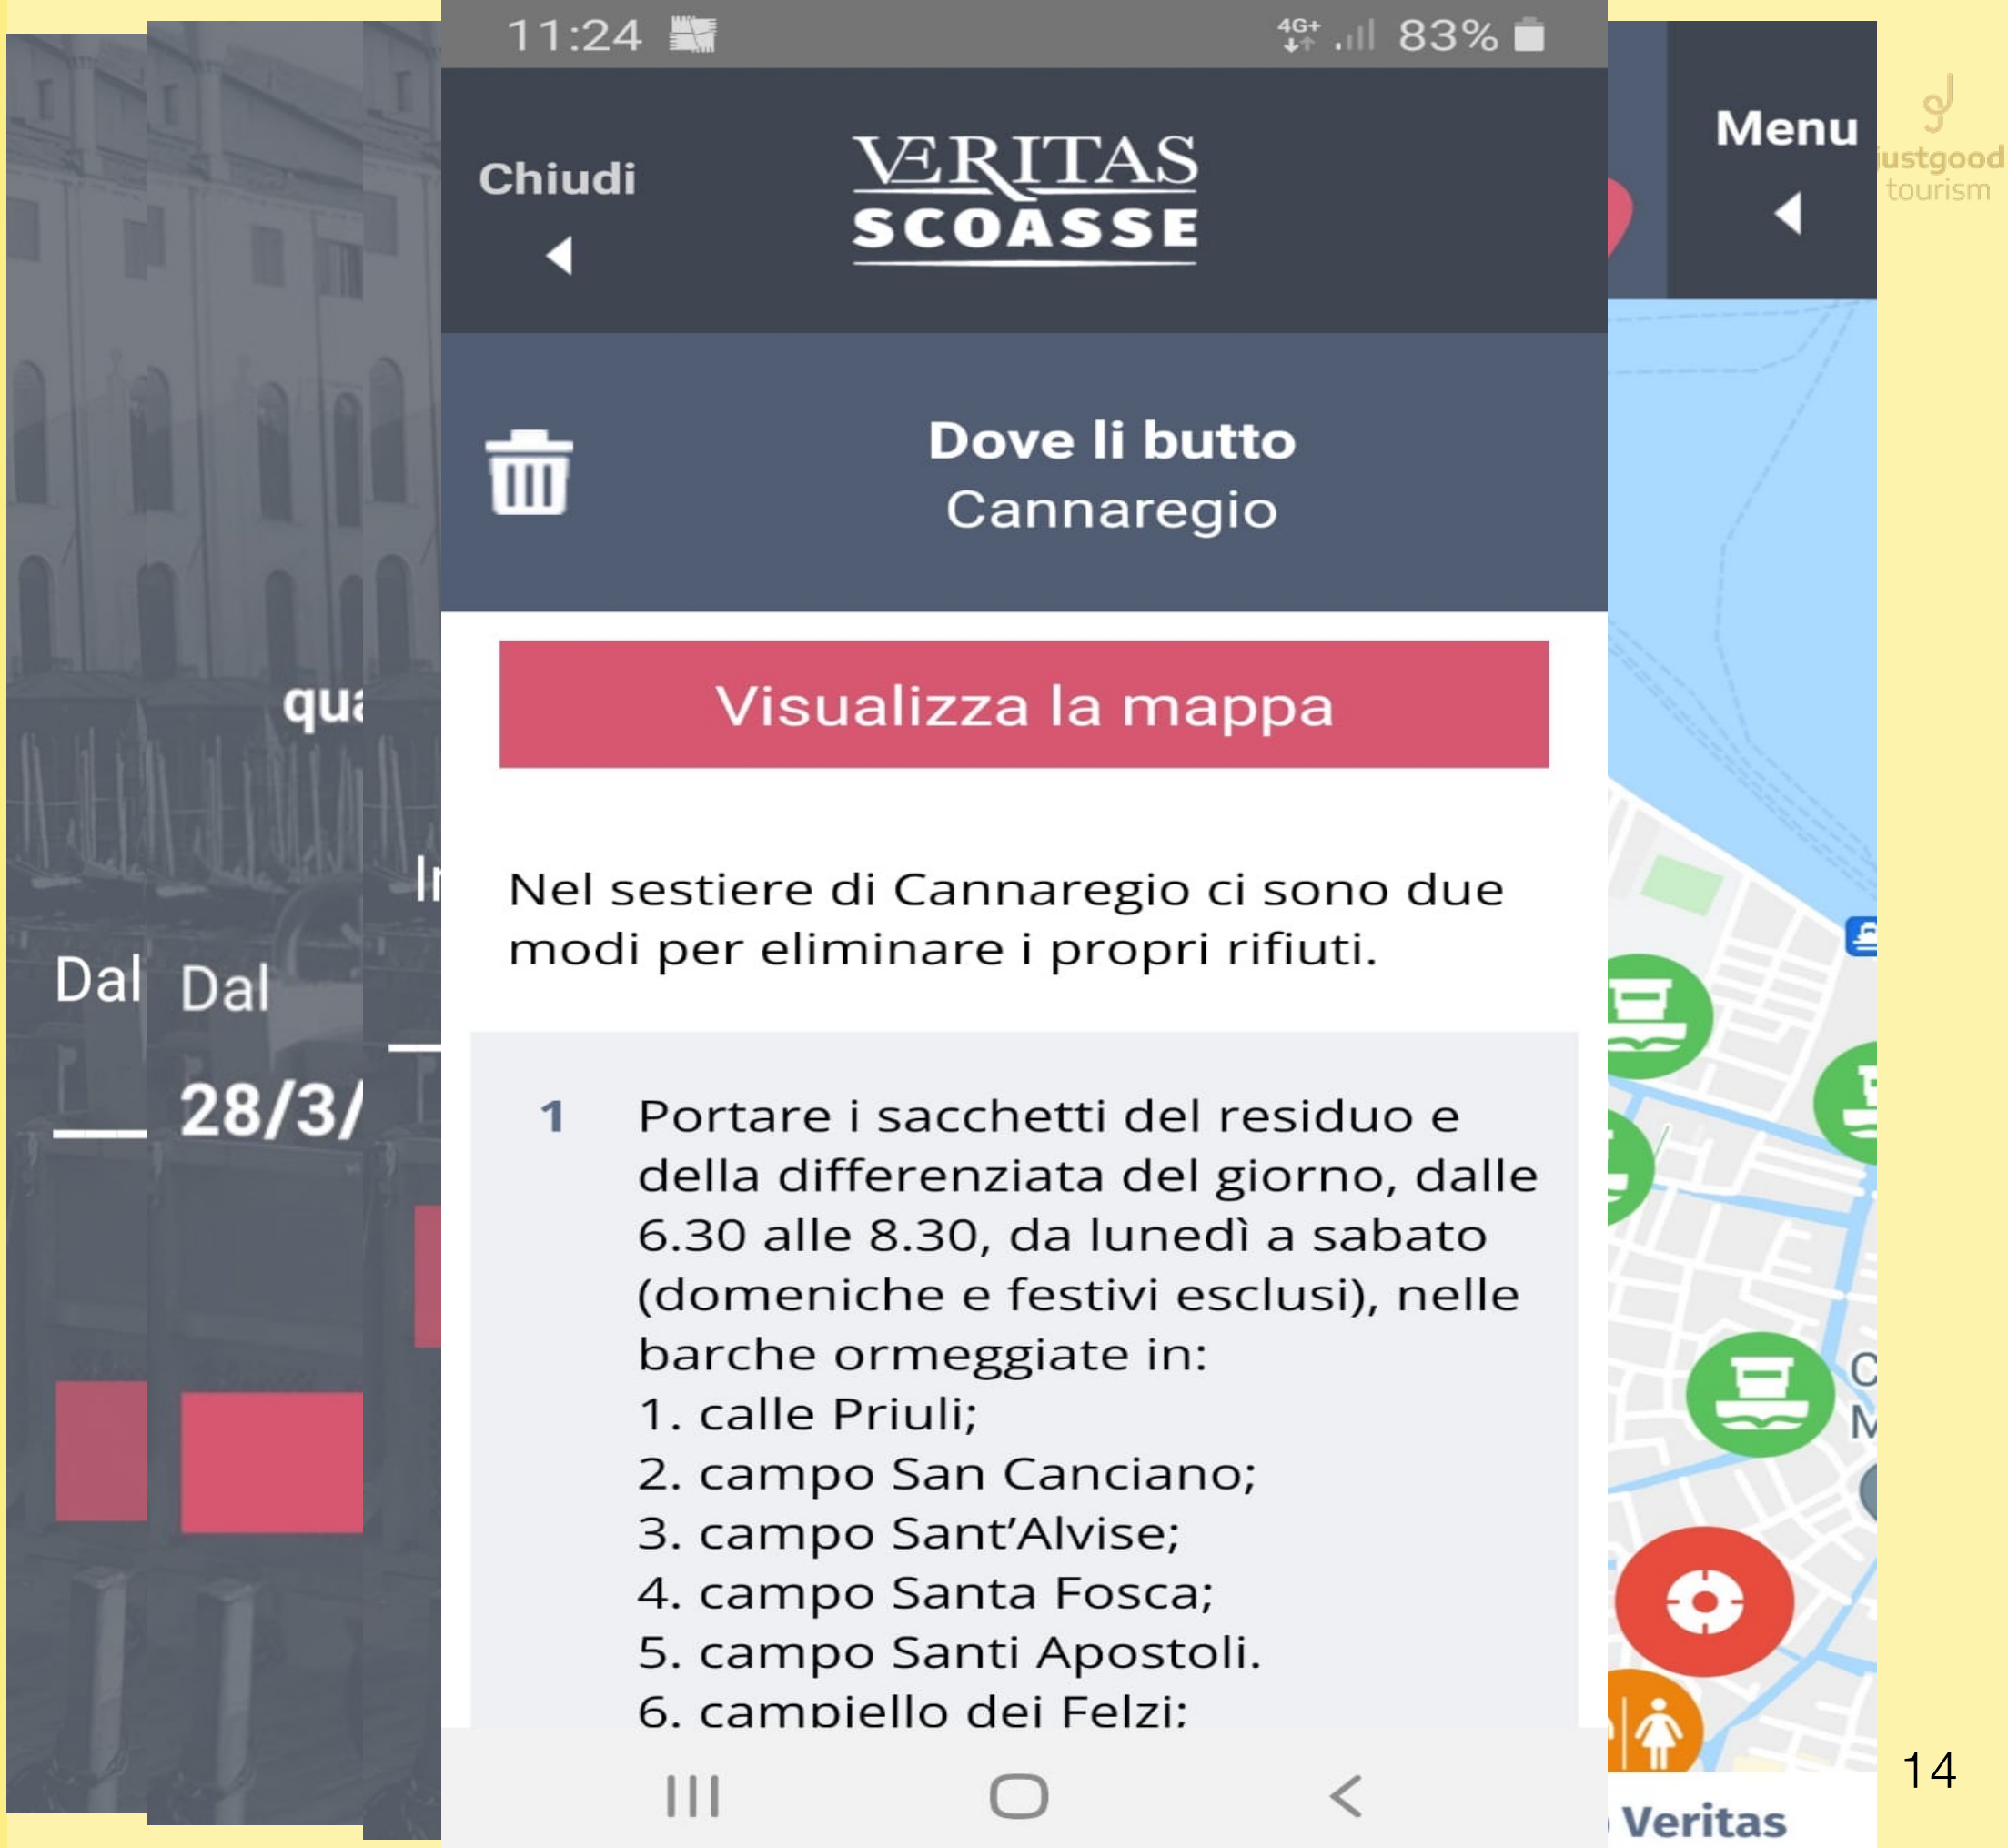 11:24
4G+ 83%
Chiudi
VERITAS
SCOASSE
Menu
justgood
tourism
Dove li butto
Cannaregio
Visualizza la mappa
Nel sestiere di Cannaregio ci sono due
modi per eliminare i propri rifiuti.
1 Portare i sacchetti del residuo e
della differenziata del giorno, dalle
6.30 alle 8.30, da lunedì a sabato
(domeniche e festivi esclusi), nelle
barche ormeggiate in:
1. calle Priuli;
2. campo San Canciano;
3. campo Sant’Alvise;
4. campo Santa Fosca;
5. campo Santi Apostoli.
6. campiello dei Felzi;
Dal
Dal
28/3/
14
Veritas